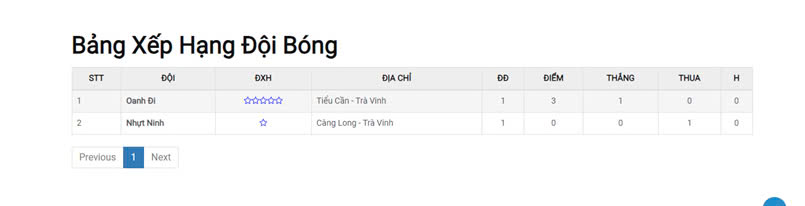 Bảng Xếp Hạng Đội Bóng
STT ĐỘI ĐXH ĐỊA CHỈ ĐĐ ĐIỂM THẮNG THUA H
1 Oanh Đi Tiểu Cần - Trà Vinh 1 3 1 0 0
2 Nhựt Ninh Càng Long - Trà Vinh 1 0 0 1 0
Previous 1 Next